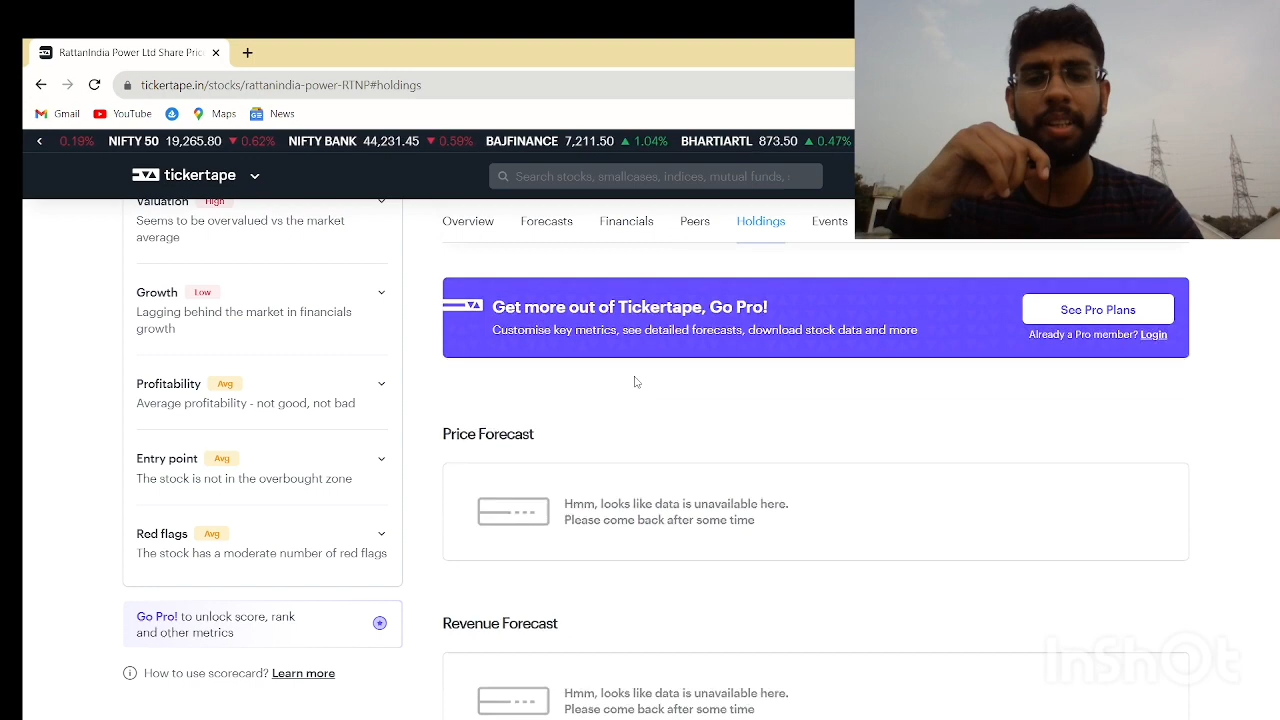 RattanIndia Power Ltd Share Pric
tickertape.in/stocks/rattanindia-power-RTNP#holdings
Gmail YouTube Maps News
0.19% NIFTY 50 19,265.80 ▼ 0.62% NIFTY BANK 44,231.45 ▼ 0.59% BAJFINANCE 7,211.50 ▲ 1.04% BHARTIARTL 873.50 ▲ 0.47%
tickertape
Search stocks, smallcases, indices, mutual funds,
Valuation High
Seems to be overvalued vs the market
average
Growth Low
Lagging behind the market in financials
growth
Profitability Avg
Average profitability - not good, not bad
Entry point Avg
The stock is not in the overbought zone
Red flags Avg
The stock has a moderate number of red flags
Go Pro! to unlock score, rank
and other metrics
How to use scorecard? Learn more
Overview Forecasts Financials Peers Holdings Events
Get more out of Tickertape, Go Pro!
Customise key metrics, see detailed forecasts, download stock data and more
See Pro Plans
Already a Pro member? Login
Price Forecast
Hmm, looks like data is unavailable here.
Please come back after some time
Revenue Forecast
Hmm, looks like data is unavailable here.
Please come back after some time
InShOt